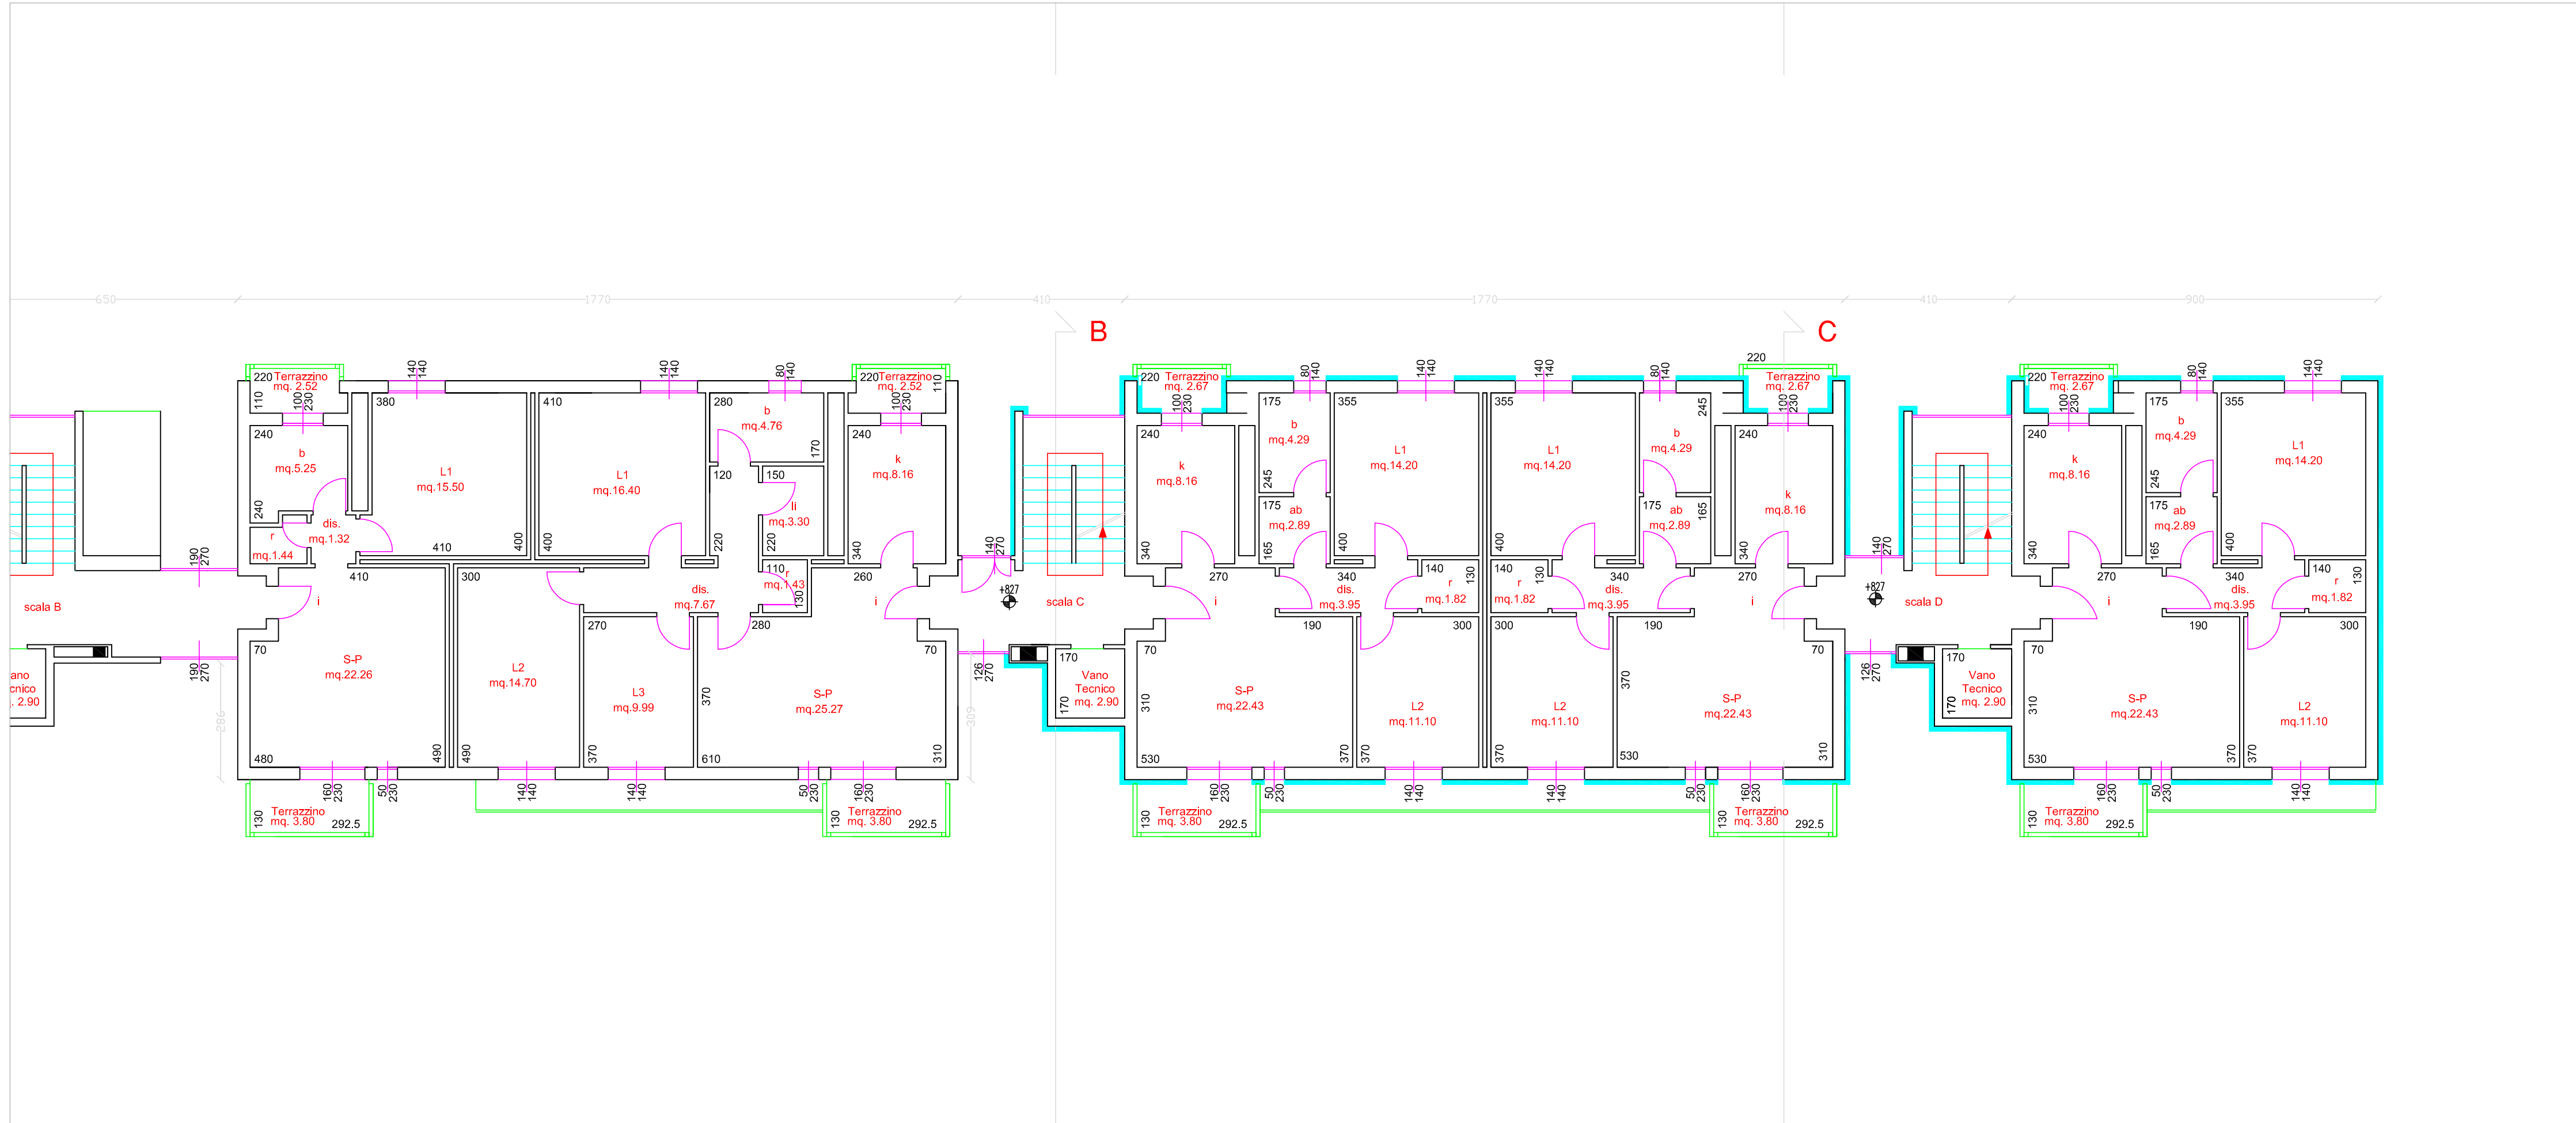 650
1770
410
1770
410
900
B
C
220 Terrazzino
mq. 2.52
110
100
230
140
140
140
140
80
140
220 Terrazzino
mq. 2.52
110
100
230
240
b
mq.5.25
240
380
L1
mq.15.50
410
400
410
L1
mq.16.40
400
280
b
mq.4.76
170
120
220
150
li
mq.3.30
220
240
k
mq.8.16
340
r
mq.1.44
dis.
mq.1.32
190
270
scala B
190
270
ano
cnico
. 2.90
286
410
i
70
S-P
mq.22.26
480
490
300
L2
mq.14.70
490
dis.
mq.7.67
110
r
mq.1.43
130
270
L3
mq.9.99
370
280
370
S-P
mq.25.27
610
260
i
70
310
309
160
230
50
230
140
140
140
140
50
230
160
230
Terrazzino
mq. 3.80
130
292.5
Terrazzino
mq. 3.80
130
292.5
140
270
+827
scala C
126
270
170
Vano
Tecnico
mq. 2.90
170
220
Terrazzino
mq. 2.67
100
230
80
140
140
140
140
140
80
140
220
Terrazzino
mq. 2.67
100
230
240
k
mq.8.16
340
175
b
mq.4.29
245
175
ab
mq.2.89
165
355
L1
mq.14.20
400
355
L1
mq.14.20
400
245
b
mq.4.29
175
ab
mq.2.89
165
240
k
mq.8.16
340
270
i
340
dis.
mq.3.95
140
r
mq.1.82
130
140
r
mq.1.82
130
340
dis.
mq.3.95
270
i
70
310
S-P
mq.22.43
530
190
370
300
L2
mq.11.10
370
300
L2
mq.11.10
370
190
370
S-P
mq.22.43
530
70
310
160
230
50
230
140
140
140
140
50
230
160
230
Terrazzino
mq. 3.80
130
292.5
Terrazzino
mq. 3.80
130
292.5
140
270
+827
scala D
126
270
170
Vano
Tecnico
mq. 2.90
170
220
Terrazzino
mq. 2.67
100
230
80
140
140
140
240
k
mq.8.16
340
175
b
mq.4.29
245
175
ab
mq.2.89
165
355
L1
mq.14.20
400
270
i
340
dis.
mq.3.95
140
r
mq.1.82
130
70
310
S-P
mq.22.43
530
190
370
300
L2
mq.11.10
370
160
230
50
230
140
140
Terrazzino
mq. 3.80
130
292.5